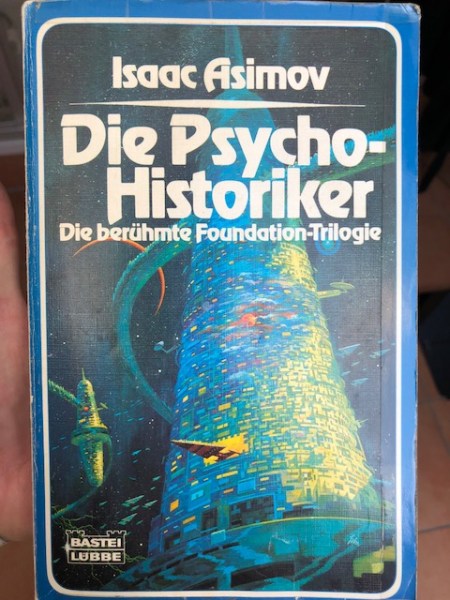 Isaac Asimov
Die Psycho-
Historiker
Die berühmte Foundation-Trilogie
BASTEI
LÜBBE